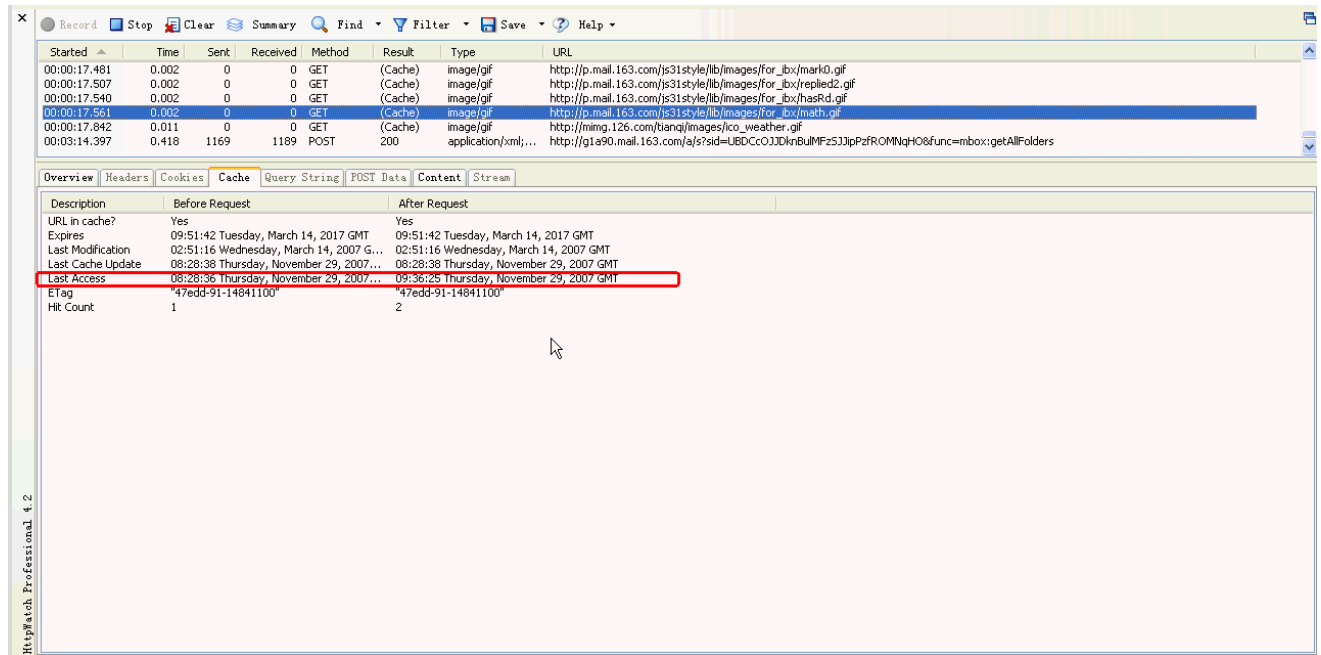 Record Stop Clear Summary Find Filter Save Help
Started Time Sent Received Method Result Type URL
00:00:17.481 0.002 0 0 GET (Cache) image/gif http://p.mail.163.com/js31style/lib/images/for_ibx/mark0.gif
00:00:17.507 0.002 0 0 GET (Cache) image/gif http://p.mail.163.com/js31style/lib/images/for_ibx/replied2.gif
00:00:17.540 0.002 0 0 GET (Cache) image/gif http://p.mail.163.com/js31style/lib/images/for_ibx/hasRd.gif
00:00:17.561 0.002 0 0 GET (Cache) image/gif http://p.mail.163.com/js31style/lib/images/for_ibx/math.gif
00:00:17.842 0.011 0 0 GET (Cache) image/gif http://mimg.126.com/tianqi/images/ico_weather.gif
00:03:14.397 0.418 1169 1189 POST 200 application/xml;... http://g1a90.mail.163.com/a/s?sid=UBDCcOJJDknBulMFz5JJipPzfROMNqHO&func=mbox:getAllFolders
Overview Headers Cookies Cache Query String POST Data Content Stream
Description Before Request After Request
URL in cache? Yes Yes
Expires 09:51:42 Tuesday, March 14, 2017 GMT 09:51:42 Tuesday, March 14, 2017 GMT
Last Modification 02:51:16 Wednesday, March 14, 2007 G... 02:51:16 Wednesday, March 14, 2007 GMT
Last Cache Update 08:28:38 Thursday, November 29, 2007... 08:28:38 Thursday, November 29, 2007 GMT
Last Access 08:28:36 Thursday, November 29, 2007... 09:36:25 Thursday, November 29, 2007 GMT
ETag "47edd-91-14841100" "47edd-91-14841100"
Hit Count 1 2
HttpWatch Professional 4.2